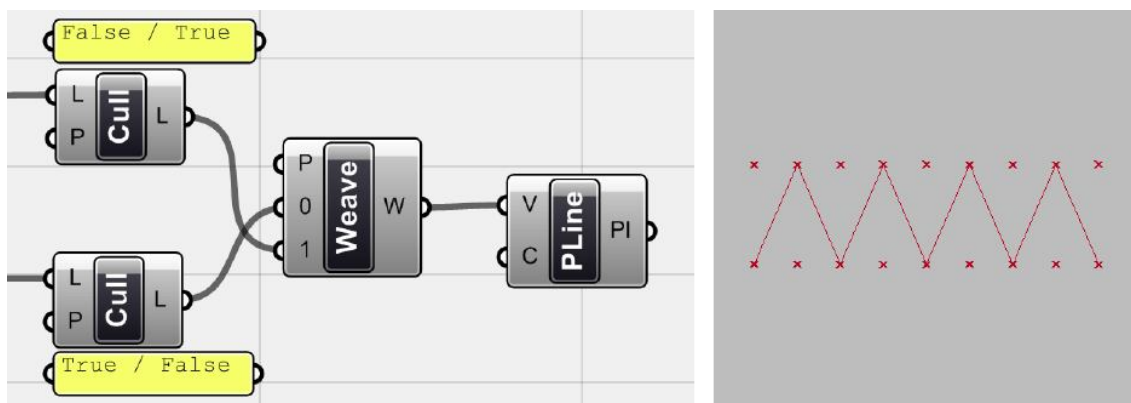 False / True
L
P
Cull
L
P
0
1
Weave
W
V
C
PLine
Pl
L
P
Cull
L
True / False